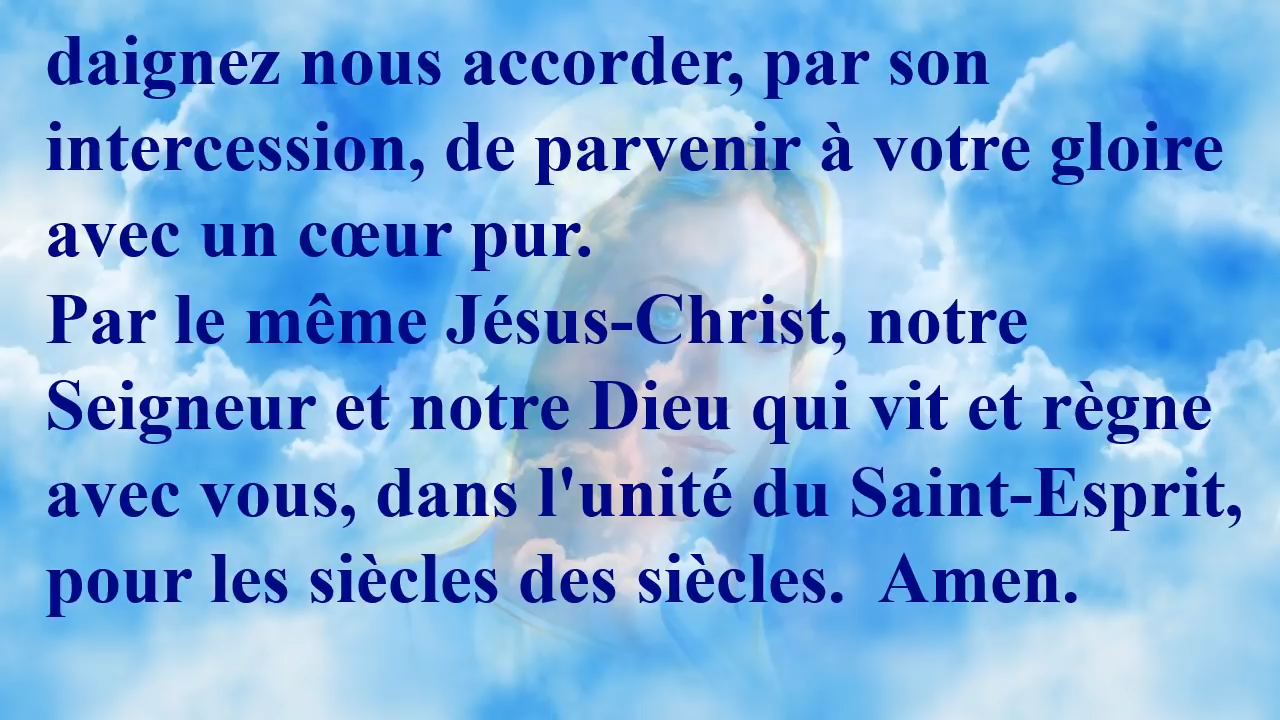 daignez nous accorder, par son
intercession, de parvenir à votre gloire
avec un cœur pur.
Par le même Jésus-Christ, notre
Seigneur et notre Dieu qui vit et règne
avec vous, dans l'unité du Saint-Esprit,
pour les siècles des siècles.  Amen.